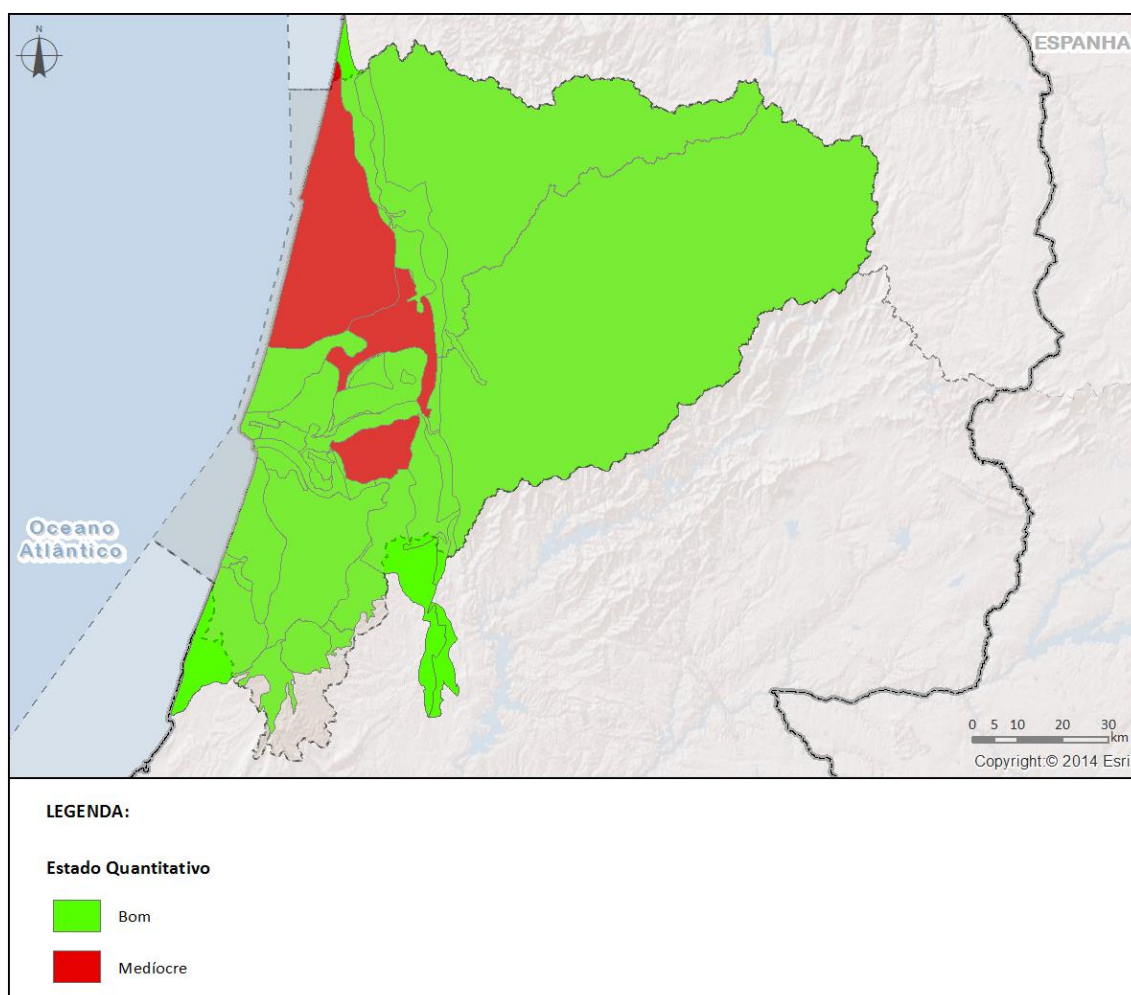 N
ESPANHA
Oceano
Atlântico
0 5 10 20 30
km
Copyright:© 2014 Esri
LEGENDA:
Estado Quantitativo
Bom
Medíocre